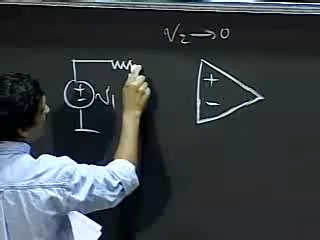 V₂ → 0
+
−
V₁
+
−